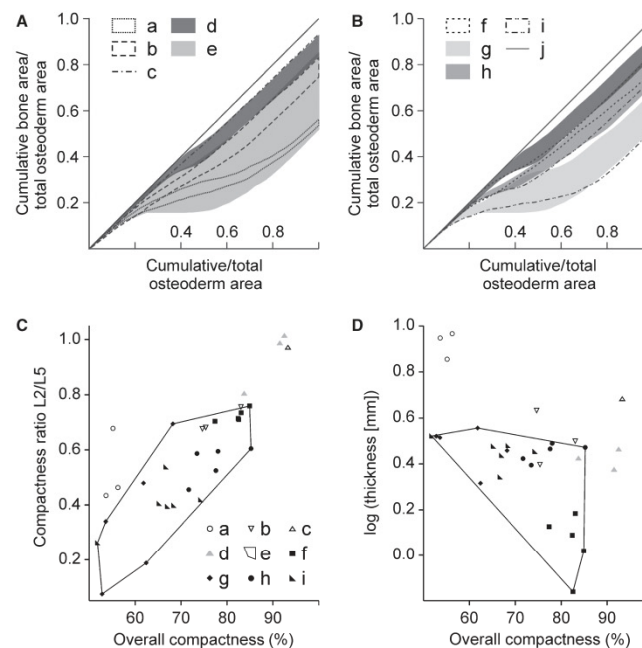 A
a
b
c
d
e
1.0
0.8
0.6
0.4
0.2
0.4 0.6 0.8
Cumulative bone area/
total osteoderm area
Cumulative/total
osteoderm area
B
f
g
h
i
j
1.0
0.8
0.6
0.4
0.2
0.4 0.6 0.8
Cumulative bone area/
total osteoderm area
Cumulative/total
osteoderm area
C
1.0
0.8
0.6
0.4
0.2
Compactness ratio L2/L5
a b c
d e f
g h i
60 70 80 90
Overall compactness (%)
D
1.0
0.8
0.6
0.4
0.2
0.0
log (thickness [mm])
60 70 80 90
Overall compactness (%)